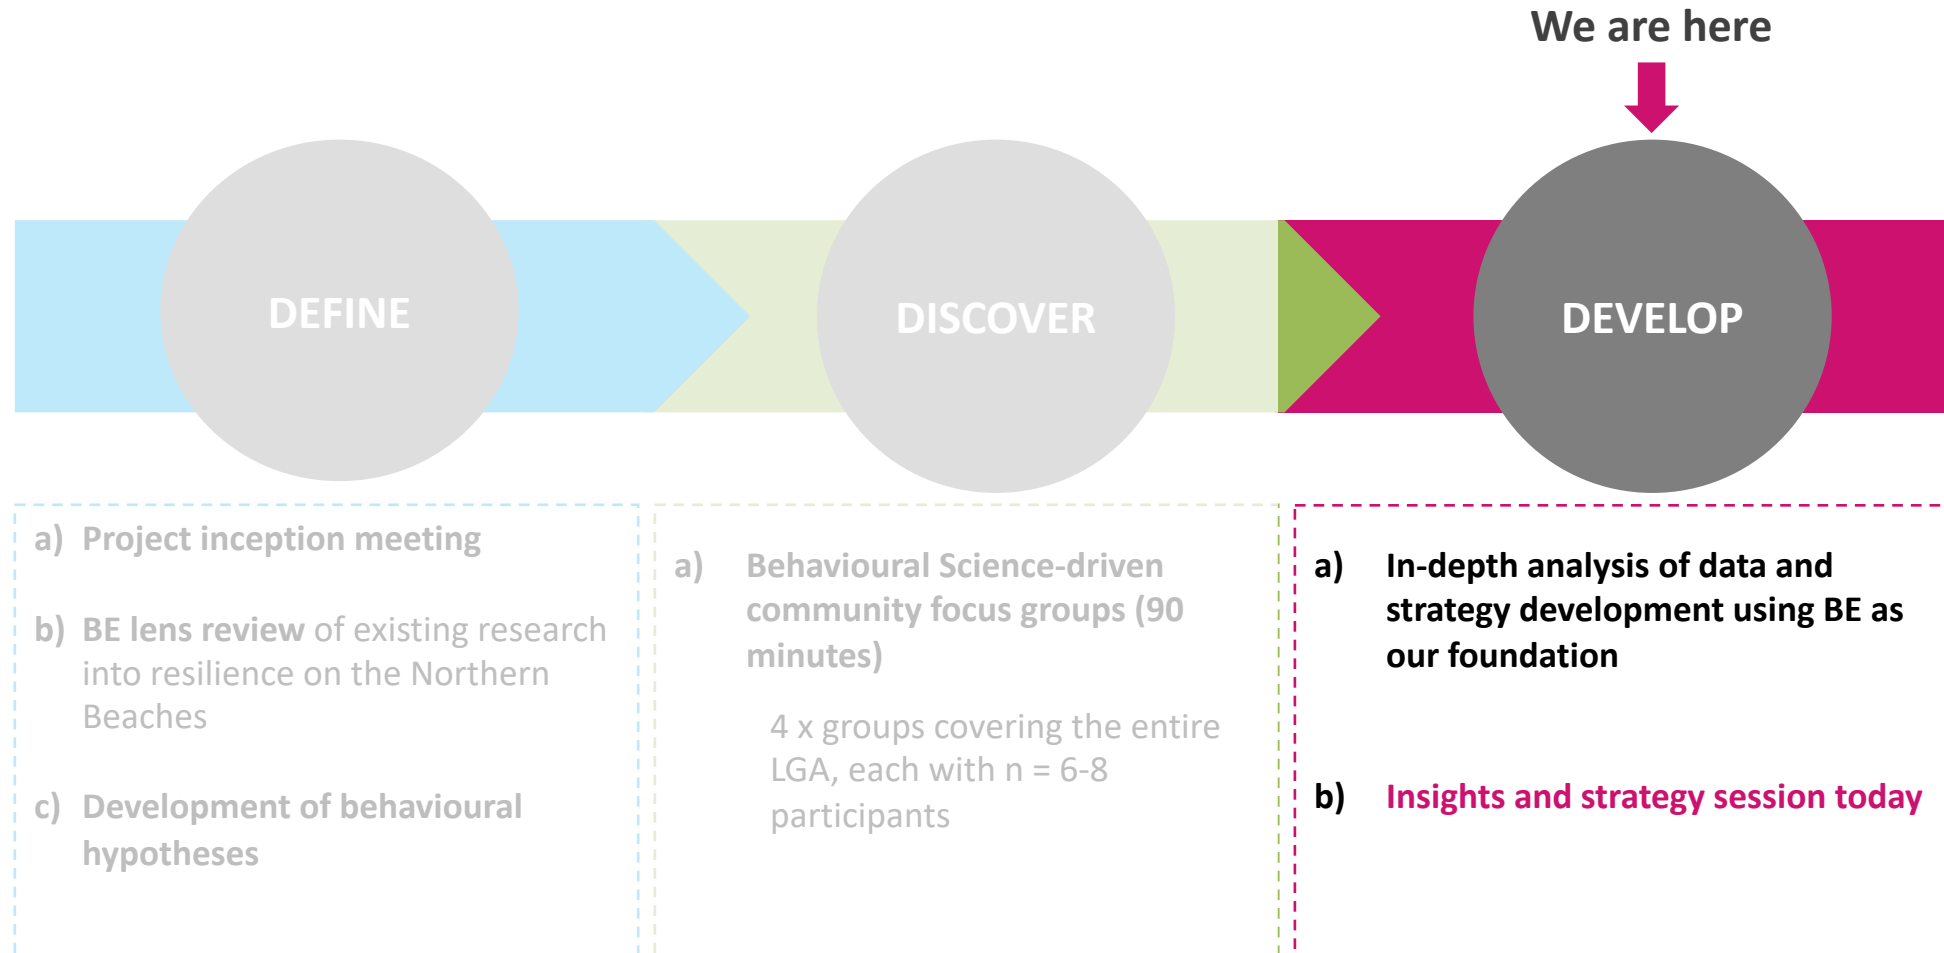 We are here
DEFINE
DISCOVER
DEVELOP
a) Project inception meeting
b) BE lens review of existing research
into resilience on the Northern
Beaches
c) Development of behavioural
hypotheses
a) Behavioural Science-driven
community focus groups (90
minutes)
4 x groups covering the entire
LGA, each with n = 6-8
participants
a) In-depth analysis of data and
strategy development using BE as
our foundation
b) Insights and strategy session today